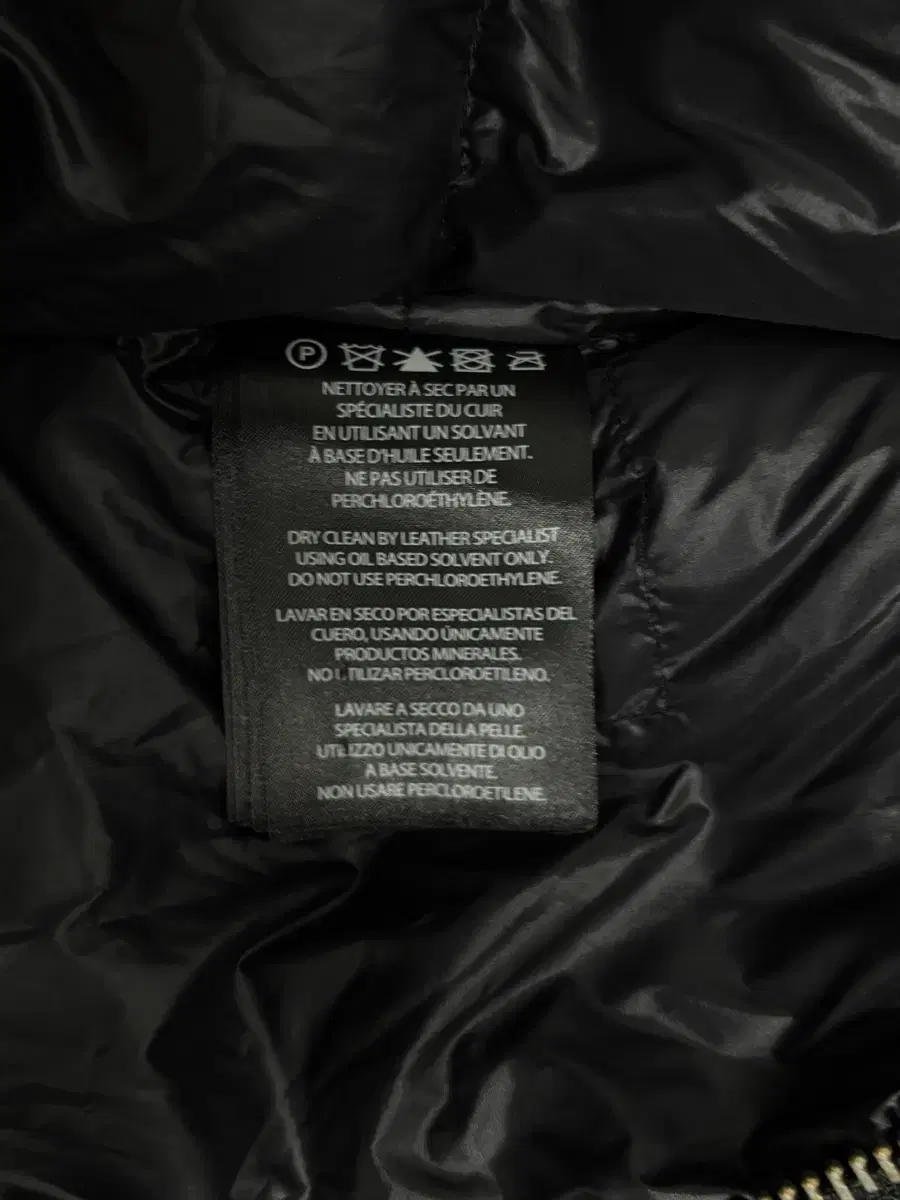 P
NETTOYER À SEC PAR UN
SPÉCIALISTE DU CUIR
EN UTILISANT UN SOLVANT
À BASE D'HUILE SEULEMENT.
NE PAS UTILISER DE
PERCHLOROÉTHYLÈNE.
DRY CLEAN BY LEATHER SPECIALIST
USING OIL BASED SOLVENT ONLY.
DO NOT USE PERCHLOROETHYLENE.
LAVAR EN SECO POR ESPECIALISTAS DEL
CUERO, USANDO ÚNICAMENTE
PRODUCTOS MINERALES.
NO UTILIZAR PERCLOROETILENO.
LAVARE A SECCO DA UNO
SPECIALISTA DELLA PELLE.
UTILIZZO UNICAMENTE DI OLIO
A BASE SOLVENTE.
NON USARE PERCLOROETILENE.